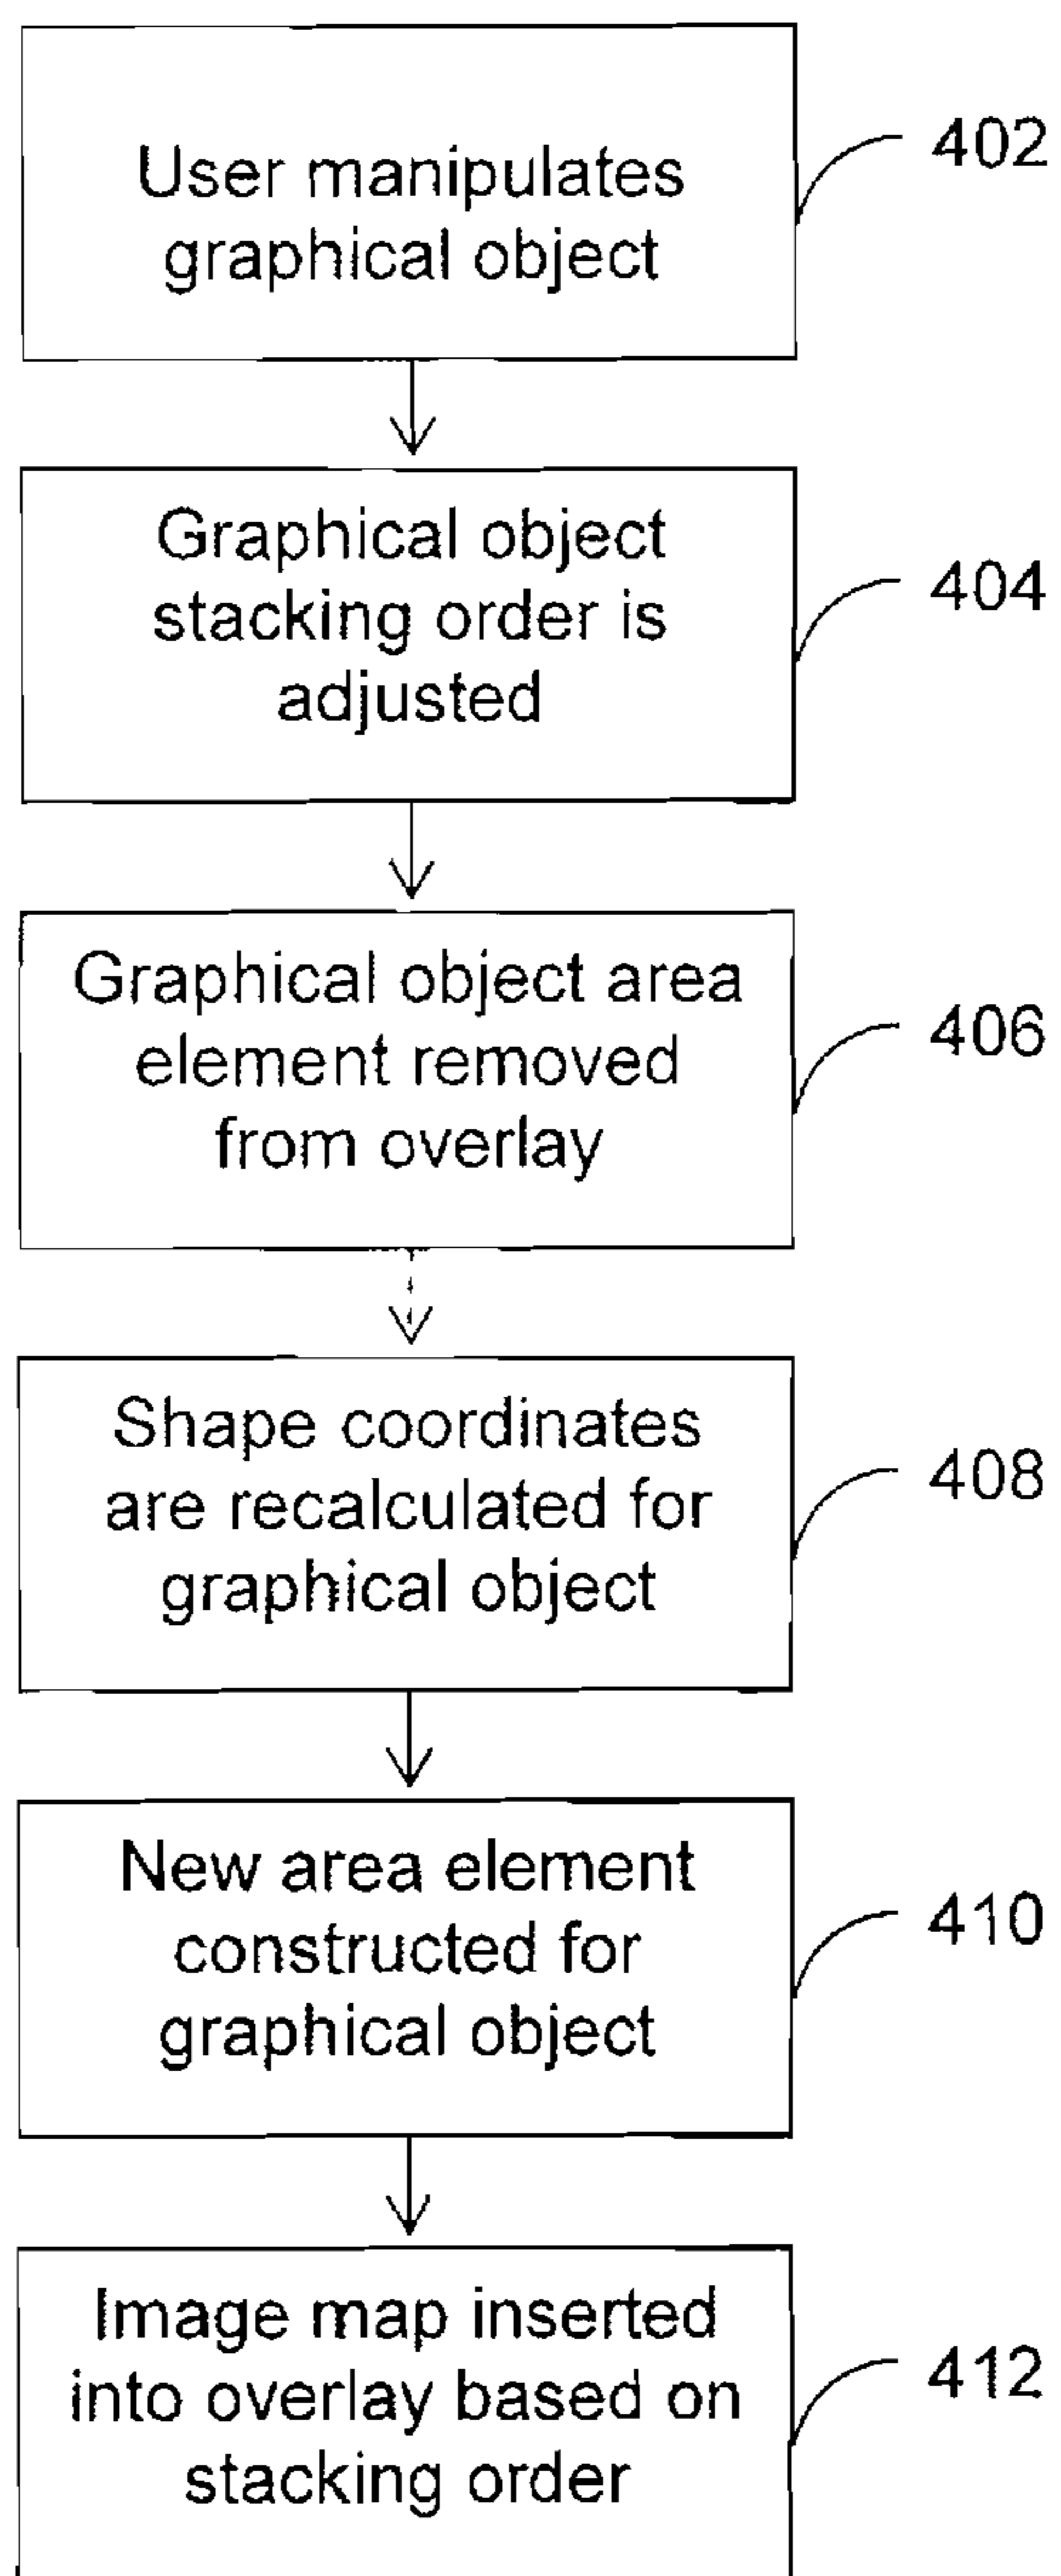 User manipulates
graphical object
402
Graphical object
stacking order is
adjusted
404
Graphical object area
element removed
from overlay
406
Shape coordinates
are recalculated for
graphical object
408
New area element
constructed for
graphical object
410
Image map inserted
into overlay based on
stacking order
412